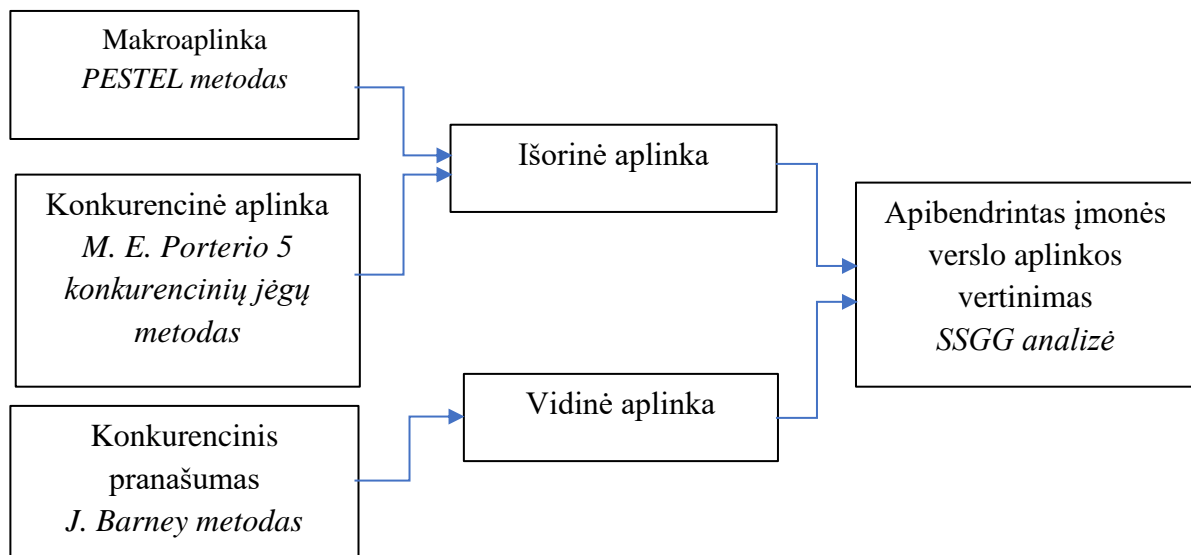 Makroaplinka
PESTEL metodas
Konkurencinė aplinka
M. E. Porterio 5
konkurencinių jėgų
metodas
Konkurencinis
pranašumas
J. Barney metodas
Išorinė aplinka
Vidinė aplinka
Apibendrintas įmonės
verslo aplinkos
vertinimas
SSGG analizė